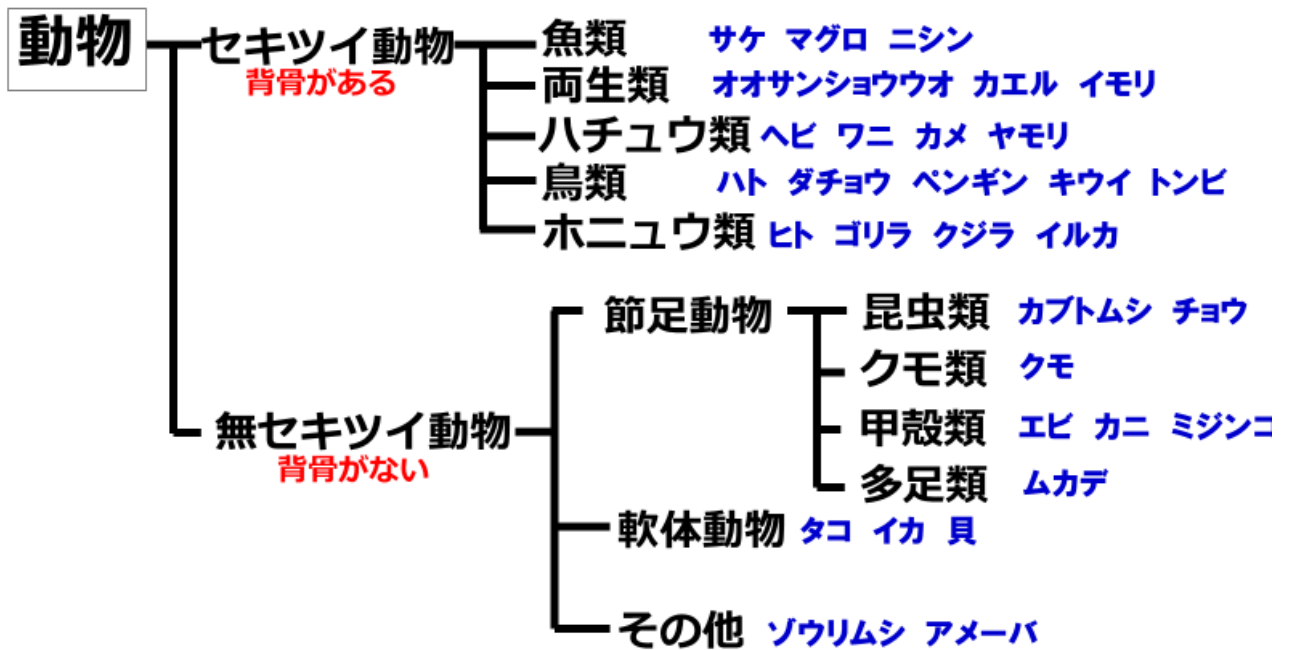 動物
セキツイ動物
背骨がある
魚類 サケ マグロ ニシン
両生類 オオサンショウウオ カエル イモリ
ハチュウ類 ヘビ ワニ カメ ヤモリ
鳥類 ハト ダチョウ ペンギン キウイ トンビ
ホニュウ類 ヒト ゴリラ クジラ イルカ
無セキツイ動物
背骨がない
節足動物
昆虫類 カブトムシ チョウ
クモ類 クモ
甲殻類 エビ カニ ミジンコ
多足類 ムカデ
軟体動物 タコ イカ 貝
その他 ゾウリムシ アメーバ